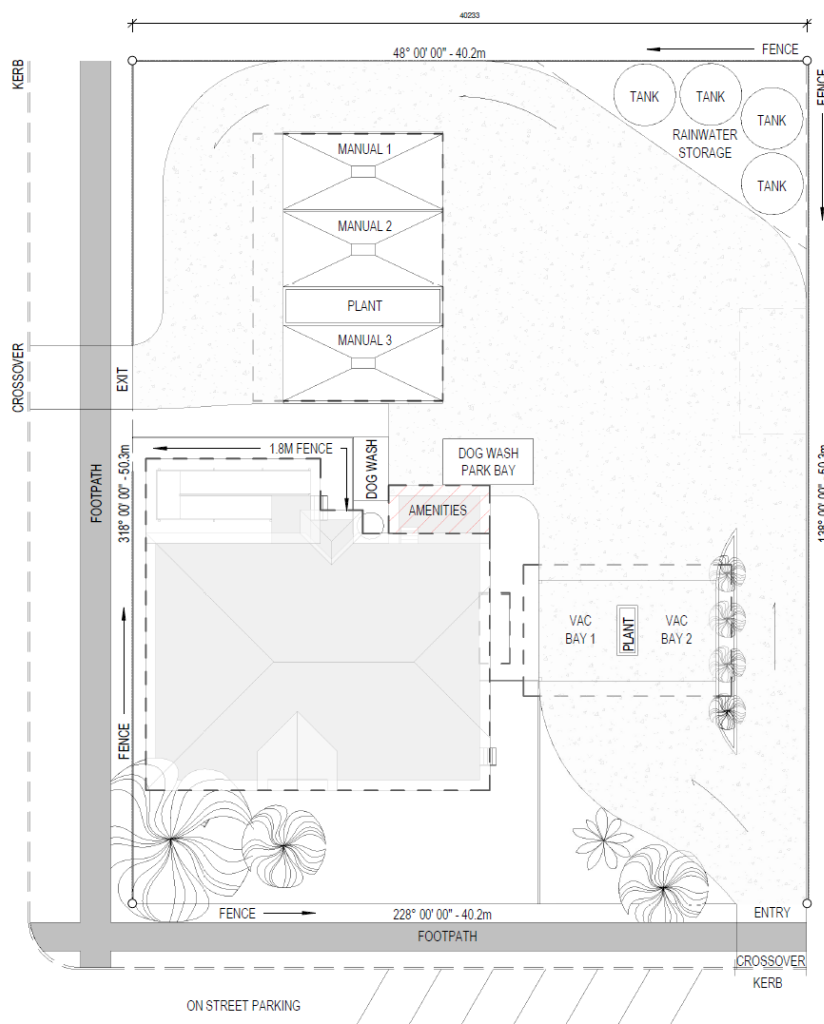 40233
48° 00' 00" - 40.2m
FENCE
KERB
FENCE
TANK
TANK
TANK
RAINWATER
STORAGE
TANK
MANUAL 1
MANUAL 2
PLANT
MANUAL 3
CROSSOVER
EXIT
1.8M FENCE
DOG WASH
DOG WASH
PARK BAY
FOOTPATH
318° 00' 00" - 50.3m
138° 00' 00" - 50.3m
AMENITIES
VAC
BAY 1
PLANT
VAC
BAY 2
FENCE
FENCE
228° 00' 00" - 40.2m
ENTRY
FOOTPATH
CROSSOVER
KERB
ON STREET PARKING